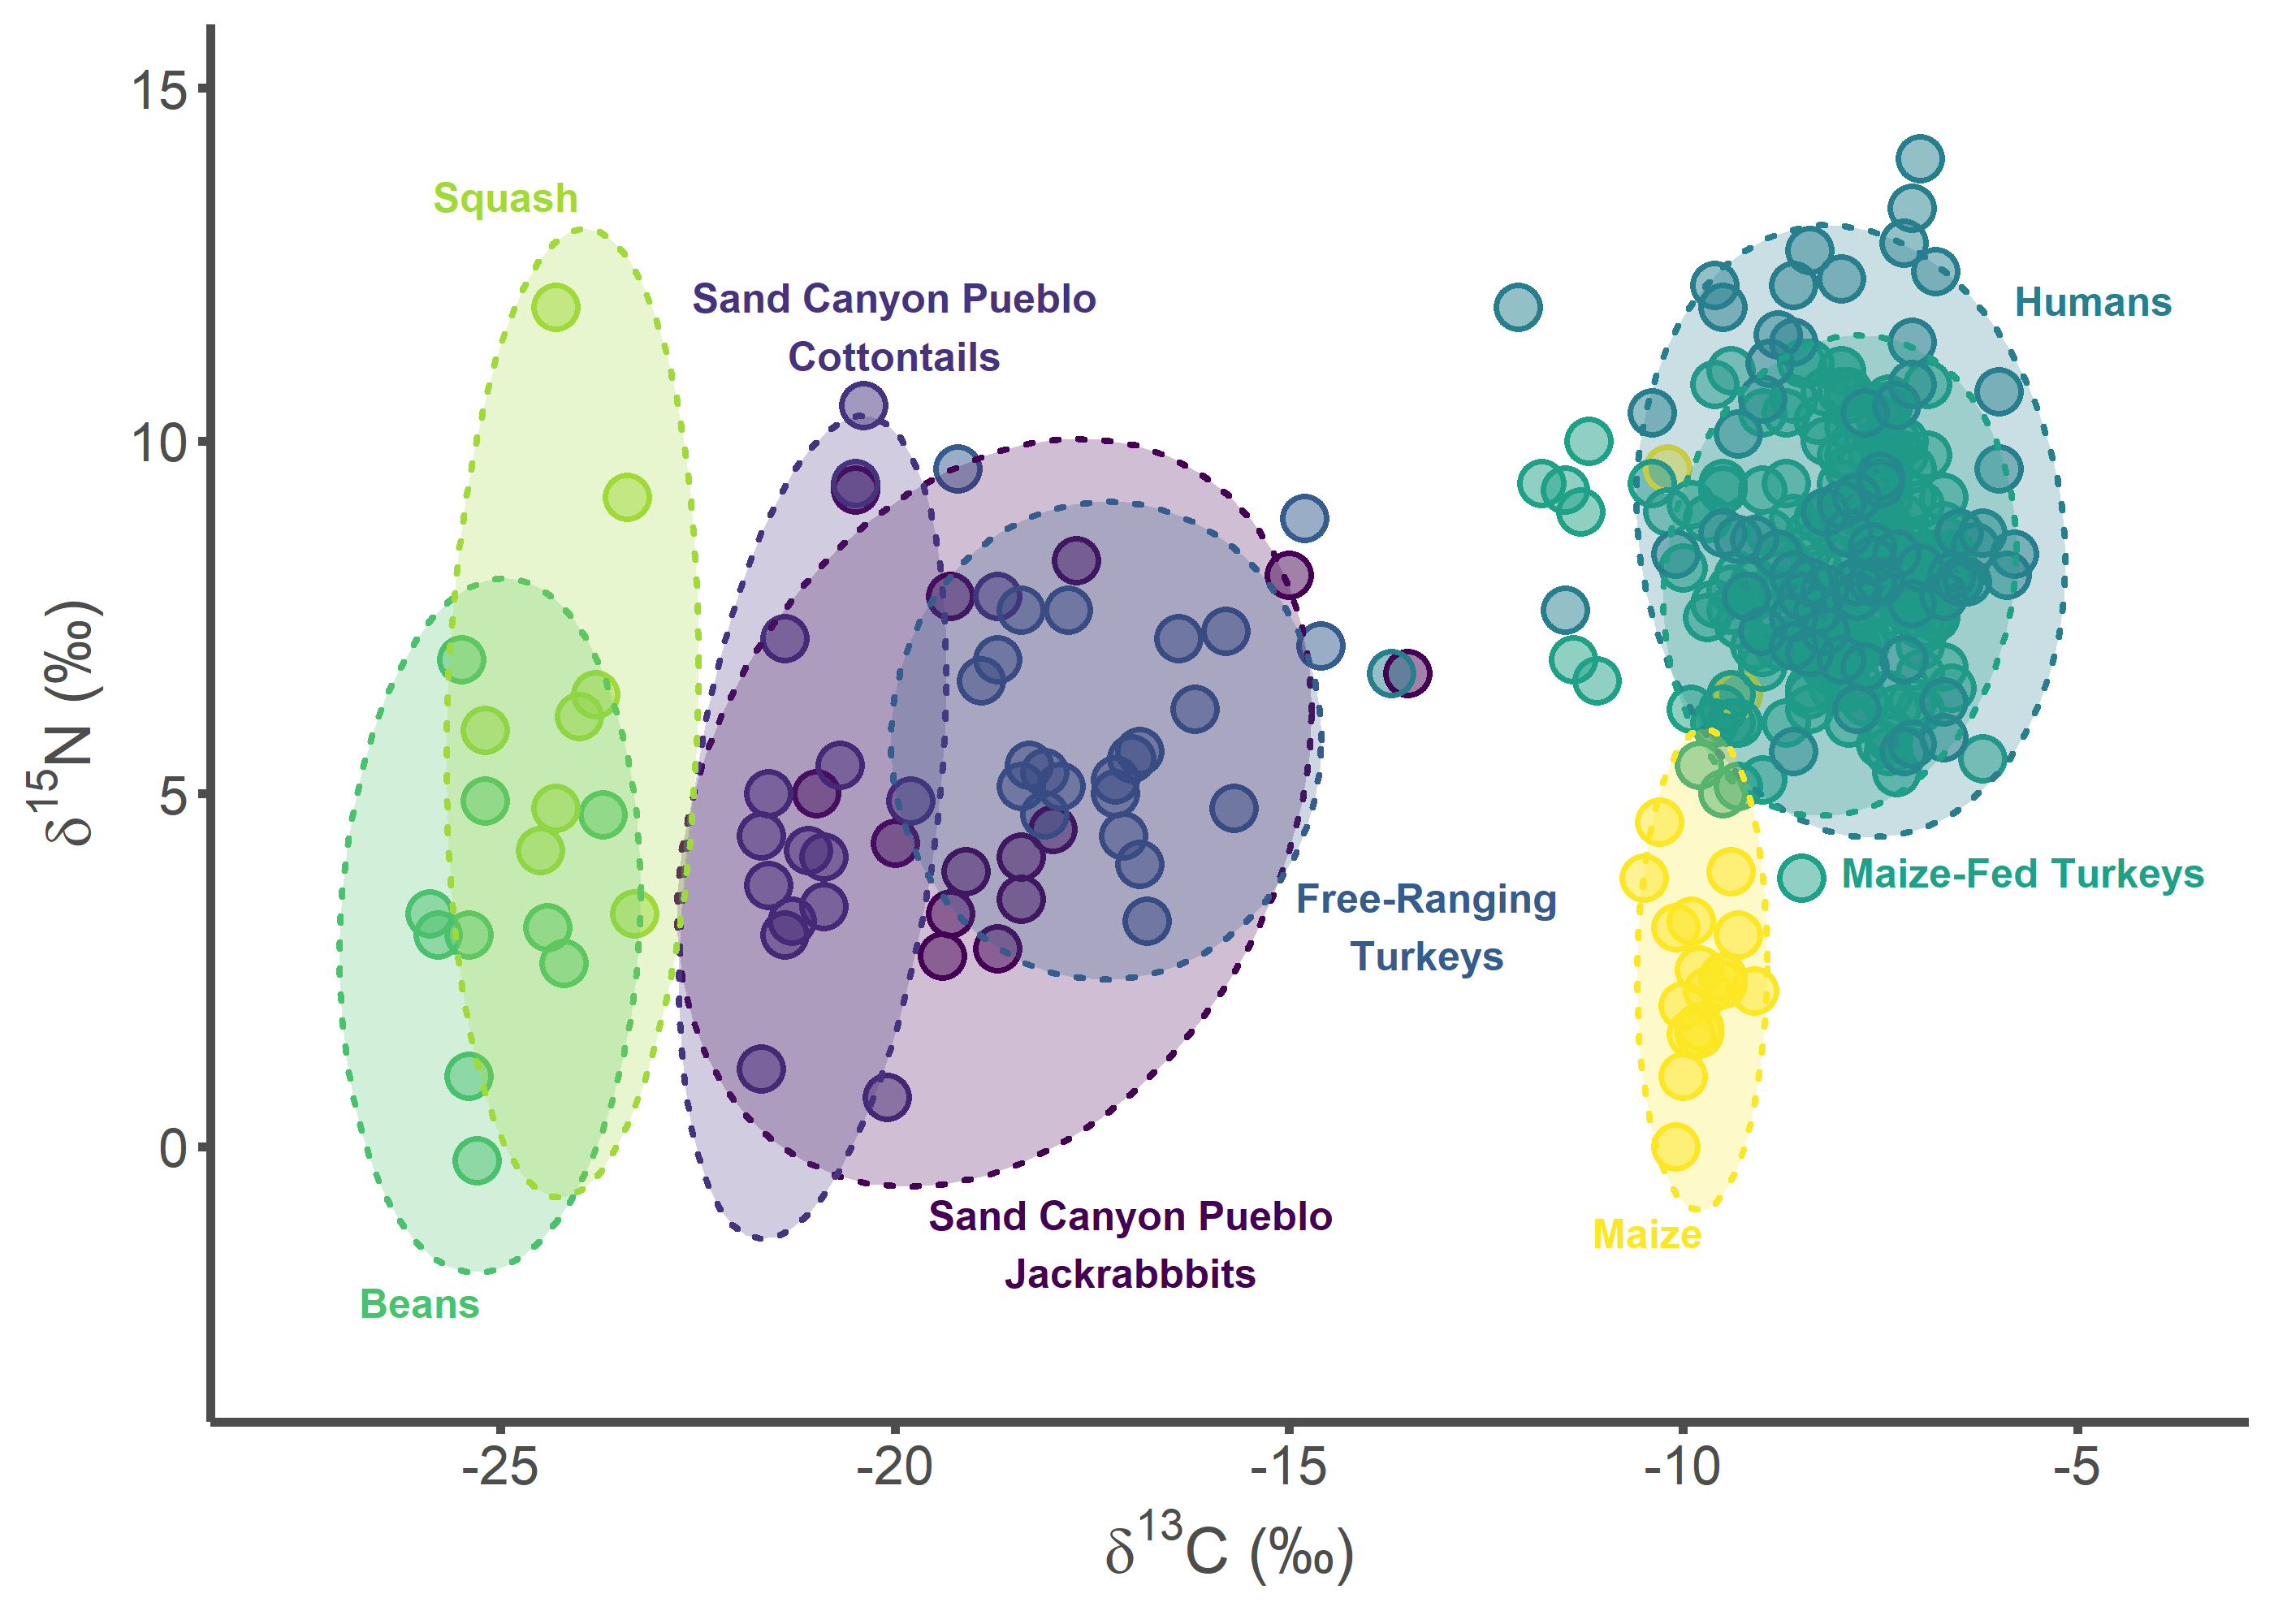 15
Squash
Sand Canyon Pueblo
Cottontails
Humans
10
δ15N (‰)
5
Maize-Fed Turkeys
Free-Ranging
Turkeys
0
Sand Canyon Pueblo
Jackrabbbits
Maize
Beans
-25 -20 -15 -10 -5
δ13C (‰)